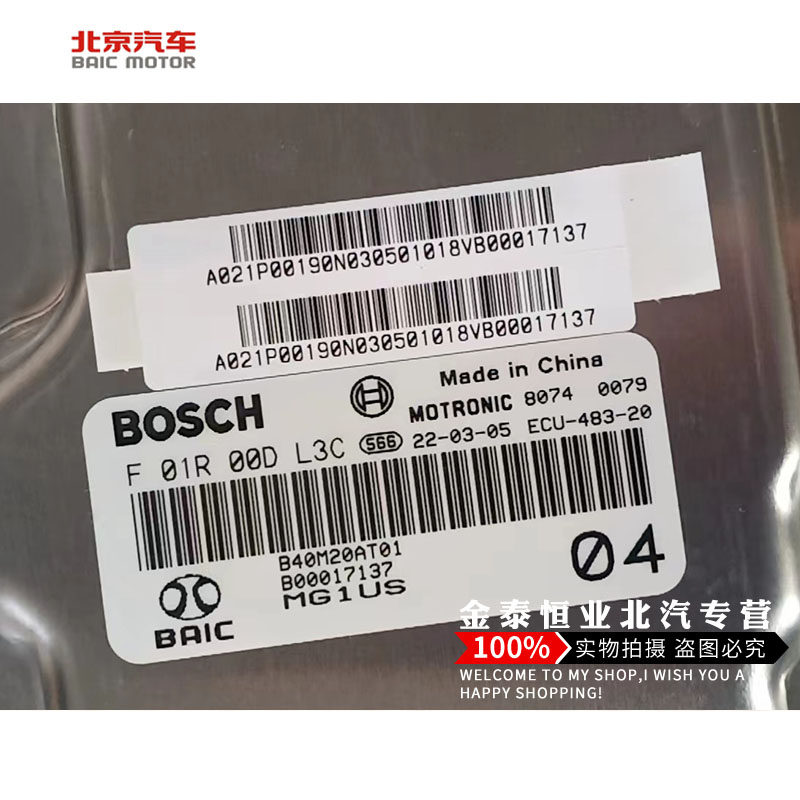 北京汽车
BAIC MOTOR
A021P00190N030501018VB00017137
A021P00190N030501018VB00017137
BOSCH
Made in China
MOTRONIC 8074 0079
F 01R 00D L3C 566 22-03-05 ECU-483-20
B40M20AT01
B00017137
MG1US
04
BAIC
金泰恒业北汽专营
100% 实物拍摄 盗图必究
WELCOME TO MY SHOP,I WISH YOU A
HAPPY SHOPPING!